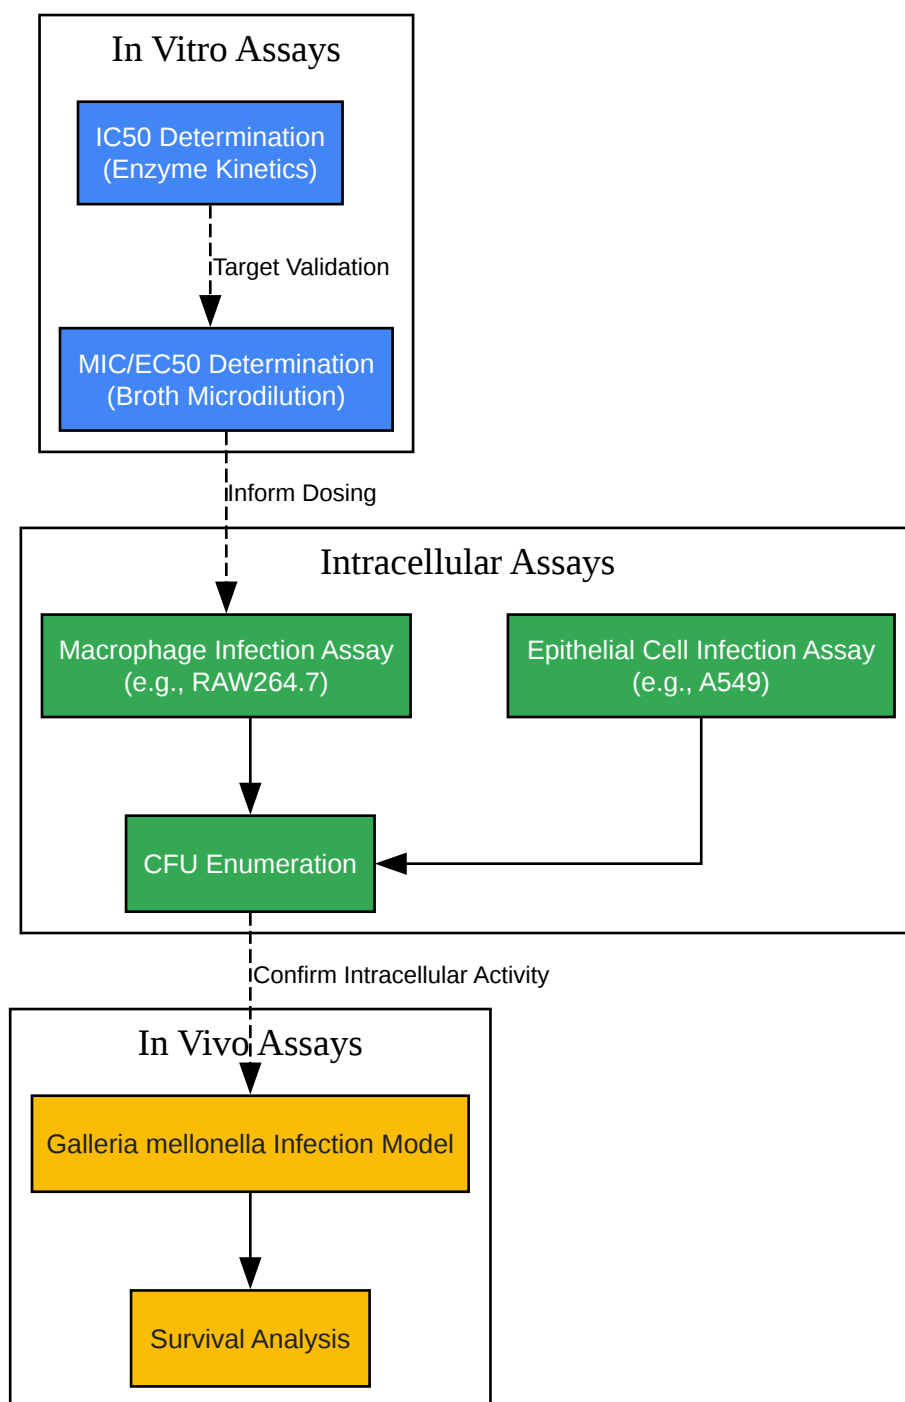 In Vitro Assays
IC50 Determination
(Enzyme Kinetics)
Target Validation
MIC/EC50 Determination
(Broth Microdilution)
Inform Dosing
Intracellular Assays
Macrophage Infection Assay
(e.g., RAW264.7)
Epithelial Cell Infection Assay
(e.g., A549)
CFU Enumeration
Confirm Intracellular Activity
In Vivo Assays
Galleria mellonella Infection Model
Survival Analysis